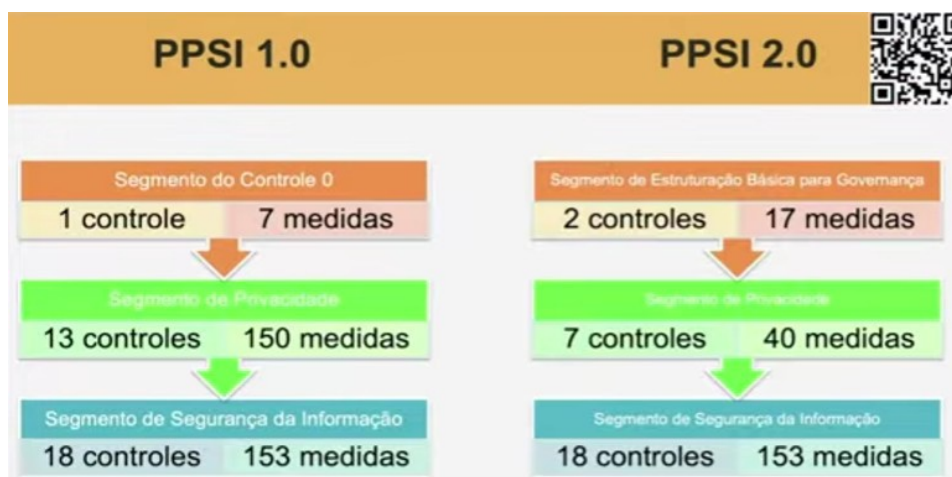 PPSI 1.0
PPSI 2.0
Segmento do Controle 0
1 controle 7 medidas
Segmento de Privacidade
13 controles 150 medidas
Segmento de Segurança da Informação
18 controles 153 medidas
Segmento de Estruturação Básica para Governança
2 controles 17 medidas
Segmento de Privacidade
7 controles 40 medidas
Segmento de Segurança da Informação
18 controles 153 medidas